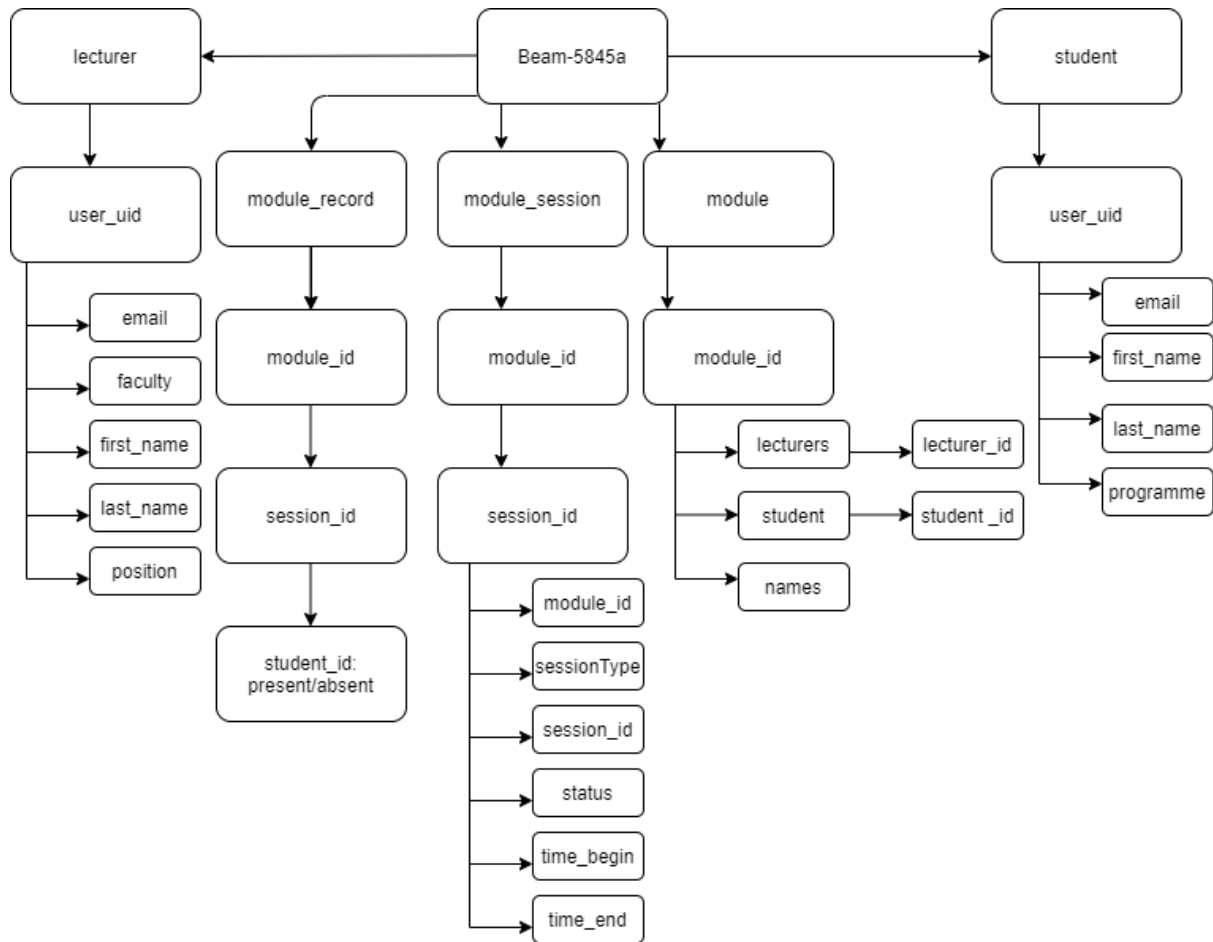 lecturer
Beam-5845a
student
user_uid
module_record
module_session
module
user_uid
email
faculty
first_name
last_name
position
module_id
session_id
student_id:
present/absent
module_id
session_id
module_id
sessionType
session_id
status
time_begin
time_end
module_id
lecturers
lecturer_id
student
student _id
names
email
first_name
last_name
programme